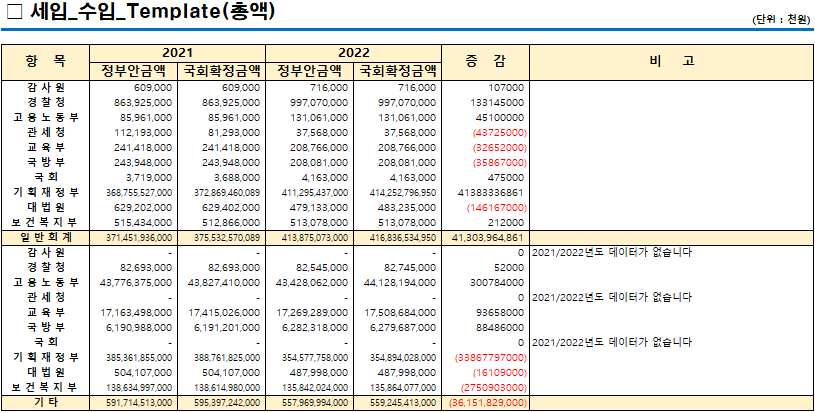 □ 세입_수입_Template(총액)
(단위 : 천원)
항 목 2021 2022 증 감 비 고
정부안금액 국회확정금액 정부안금액 국회확정금액
감 사 원 609,000 609,000 716,000 716,000 107000
경 찰 청 863,925,000 863,925,000 997,070,000 997,070,000 133145000
고 용 노 동 부 85,961,000 85,961,000 131,061,000 131,061,000 45100000
관 세 청 112,193,000 81,293,000 37,568,000 37,568,000 (43725000)
교 육 부 241,418,000 241,418,000 208,766,000 208,766,000 (32652000)
국 방 부 243,948,000 243,948,000 208,081,000 208,081,000 (35867000)
국 회 3,719,000 3,688,000 4,163,000 4,163,000 475000
기 획 재 정 부 368,755,527,000 372,869,460,089 411,295,437,000 414,252,796,950 41383336861
대 법 원 629,202,000 629,402,000 479,133,000 483,235,000 (146167000)
보 건 복 지 부 515,434,000 512,866,000 513,078,000 513,078,000 212000
일 반 회 계 371,451,936,000 375,532,570,089 413,875,073,000 416,836,534,950 41,303,964,861
감 사 원 - - - - 0 2021/2022년도 데이터가 없습니다
경 찰 청 82,693,000 82,693,000 82,545,000 82,745,000 52000
고 용 노 동 부 43,776,375,000 43,827,410,000 43,428,062,000 44,128,194,000 300784000
관 세 청 - - - - 0 2021/2022년도 데이터가 없습니다
교 육 부 17,163,498,000 17,415,026,000 17,269,289,000 17,508,684,000 93658000
국 방 부 6,190,988,000 6,191,201,000 6,282,318,000 6,279,687,000 88486000
국 회 - - - - 0 2021/2022년도 데이터가 없습니다
기 획 재 정 부 385,361,855,000 388,761,825,000 354,577,758,000 354,894,028,000 (33867797000)
대 법 원 504,107,000 504,107,000 487,998,000 487,998,000 (16109000)
보 건 복 지 부 138,634,997,000 138,614,980,000 135,842,024,000 135,864,077,000 (2750903000)
기 타 591,714,513,000 595,397,242,000 557,969,994,000 559,245,413,000 (36,151,829,000)